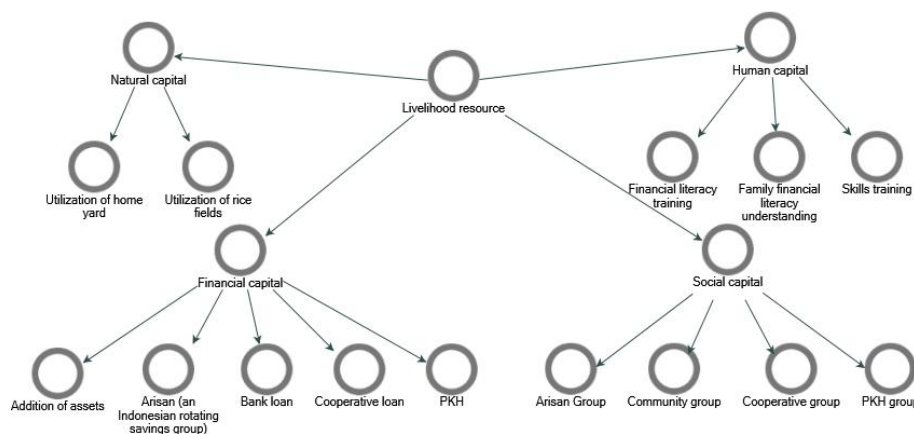 Natural capital
Livelihood resource
Human capital
Utilization of home
yard
Utilization of rice
fields
Financial literacy
training
Family financial
literacy
understanding
Skills training
Financial capital
Social capital
Addition of assets
Arisan (an
Indonesian rotating
savings group)
Bank loan
Cooperative loan
PKH
Arisan Group
Community group
Cooperative group
PKH group